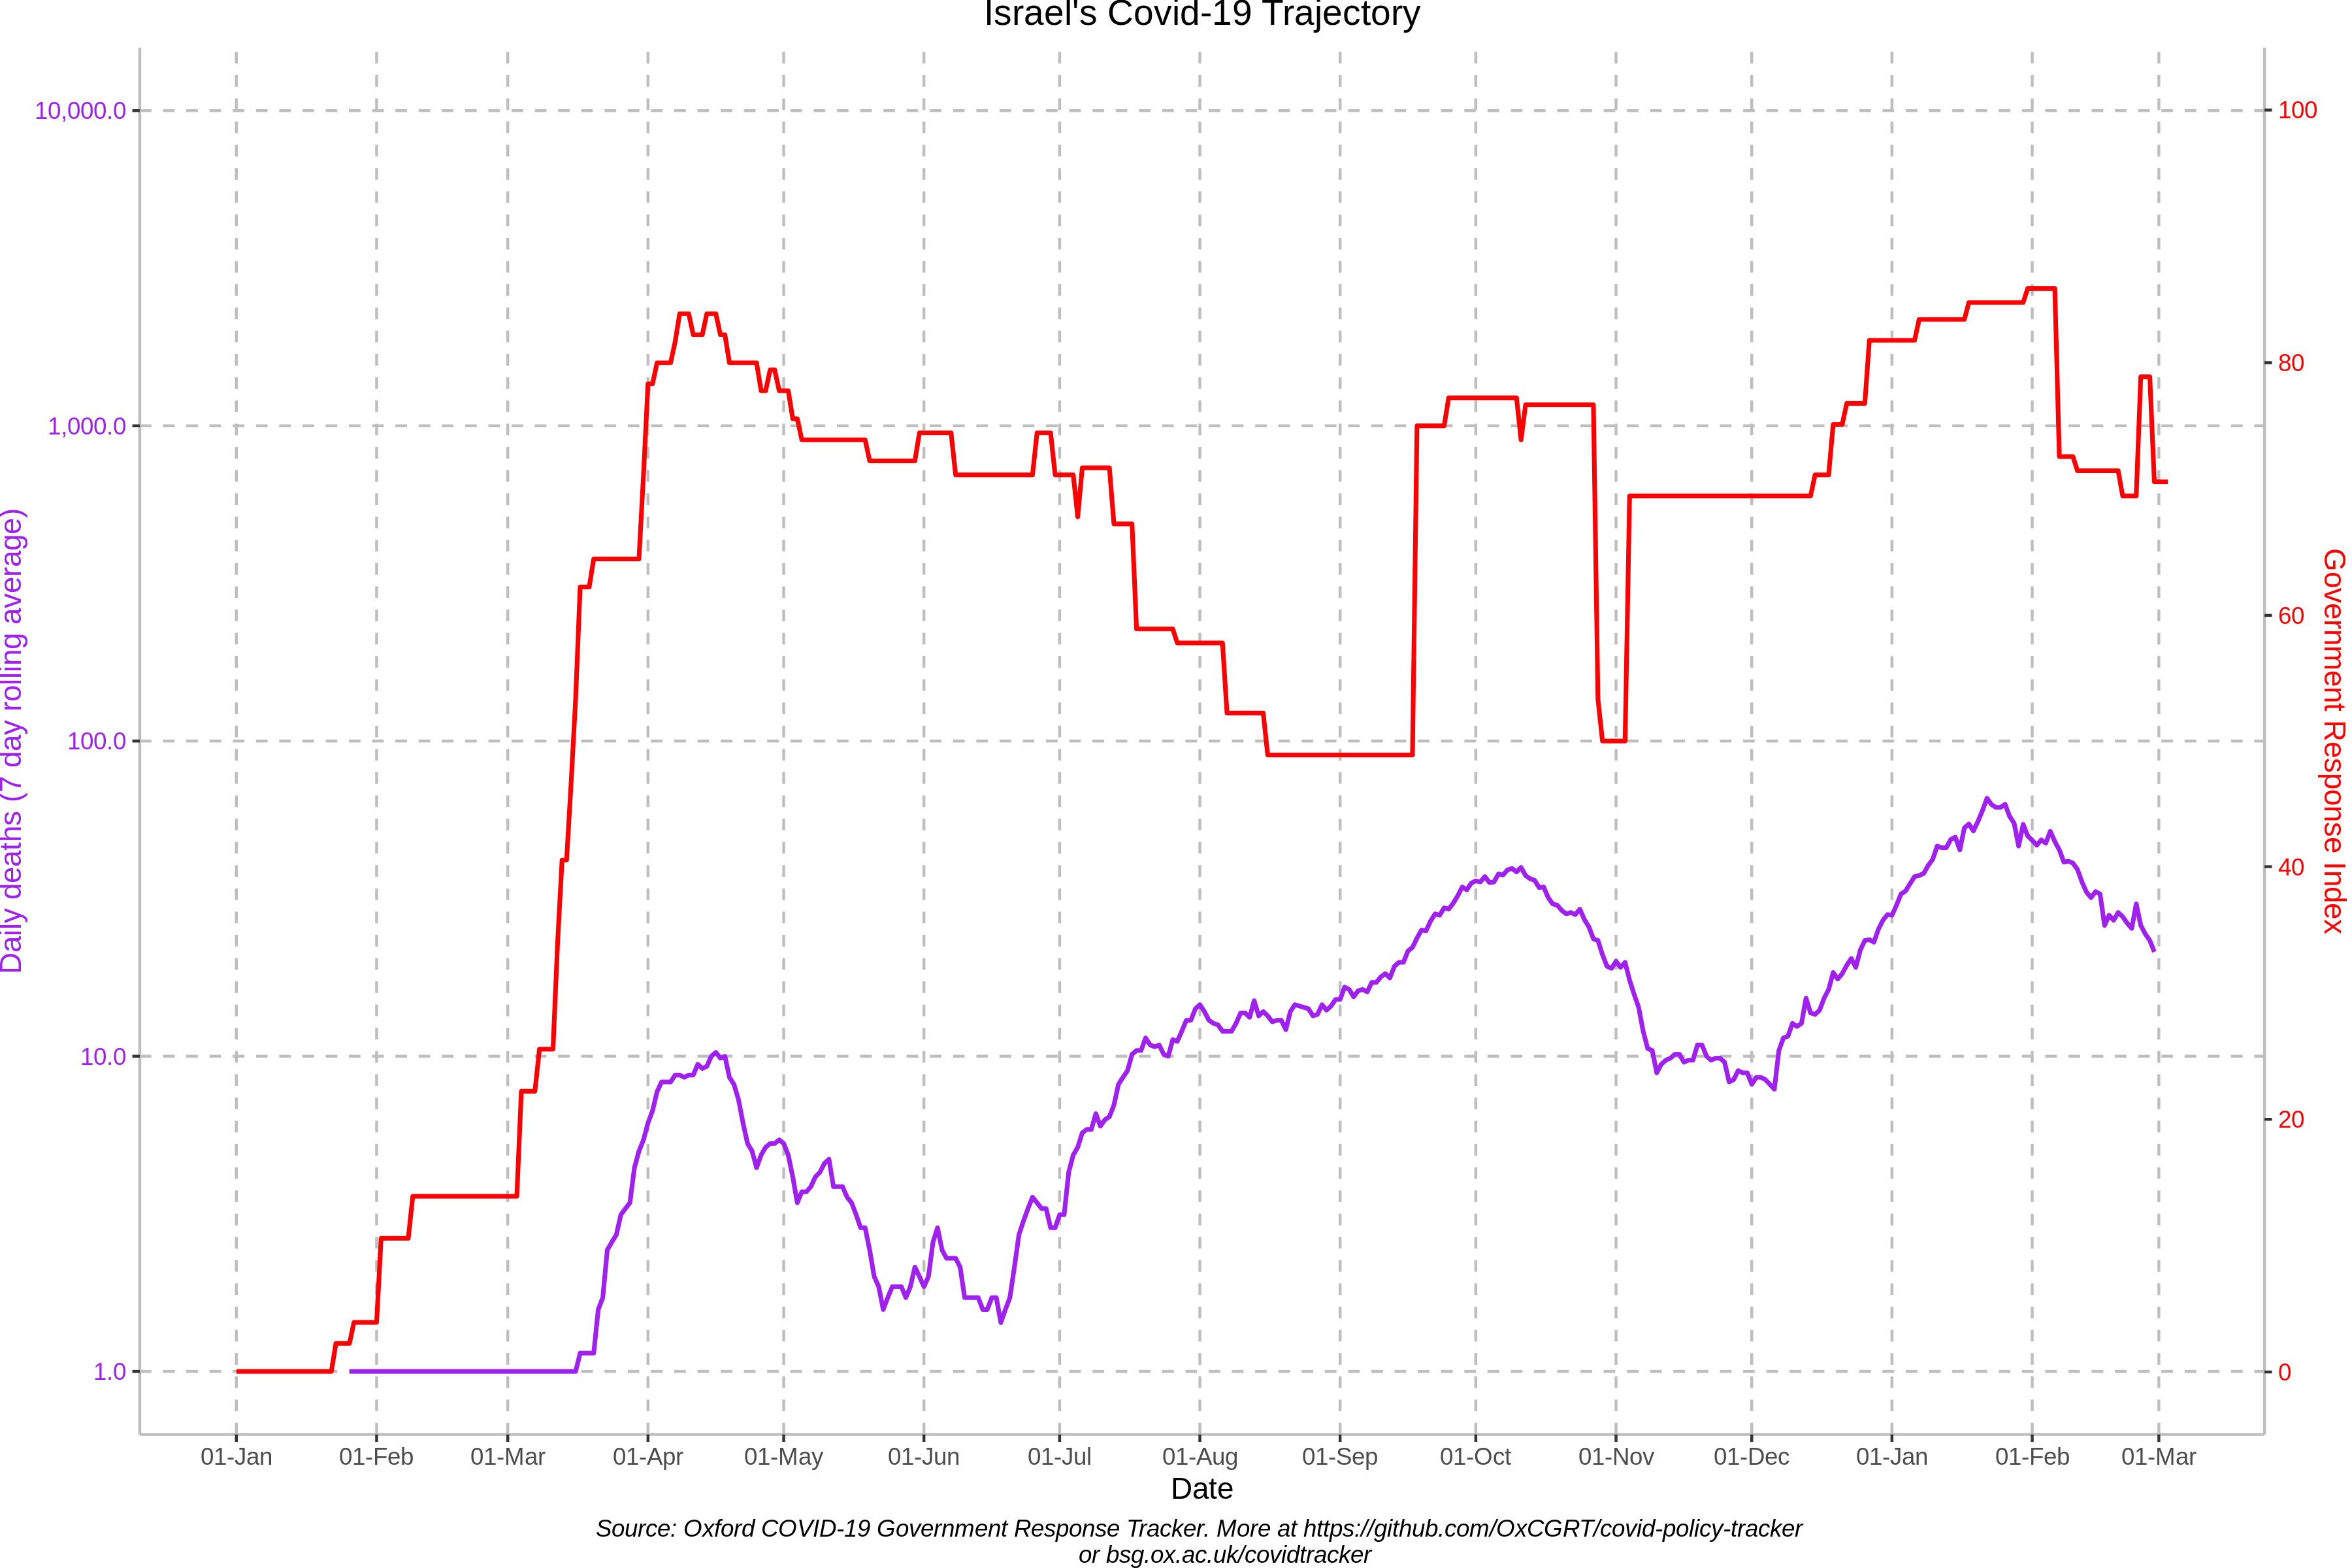 Israel's Covid-19 Trajectory
10,000.0
1,000.0
100.0
10.0
1.0
Daily deaths (7 day rolling average)
100
80
60
40
20
0
Government Response Index
01-Jan
01-Feb
01-Mar
01-Apr
01-May
01-Jun
01-Jul
01-Aug
01-Sep
01-Oct
01-Nov
01-Dec
01-Jan
01-Feb
01-Mar
Date
Source: Oxford COVID-19 Government Response Tracker. More at https://github.com/OxCGRT/covid-policy-tracker
or bsg.ox.ac.uk/covidtracker